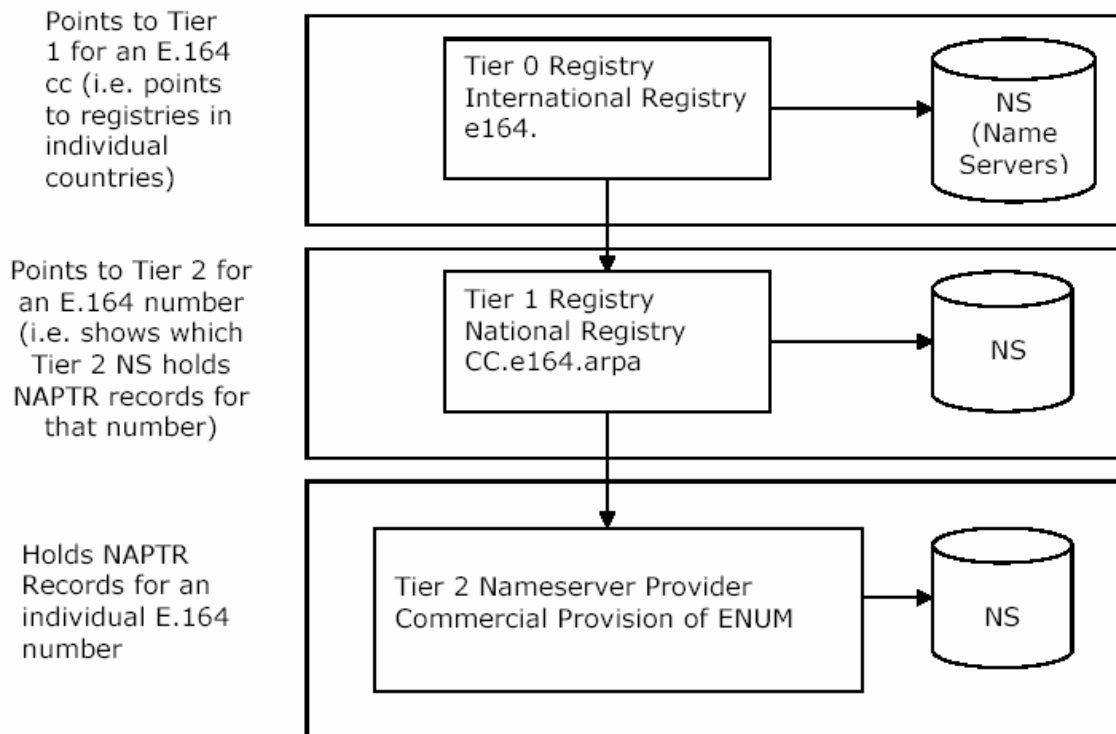 Points to Tier
1 for an E.164
cc (i.e. points
to registries in
individual
countries)
Tier 0 Registry
International Registry
e164.
NS
(Name
Servers)
Points to Tier 2 for
an E.164 number
(i.e. shows which
Tier 2 NS holds
NAPTR records for
that number)
Tier 1 Registry
National Registry
CC.e164.arpa
NS
Holds NAPTR
Records for an
individual E.164
number
Tier 2 Nameserver Provider
Commercial Provision of ENUM
NS